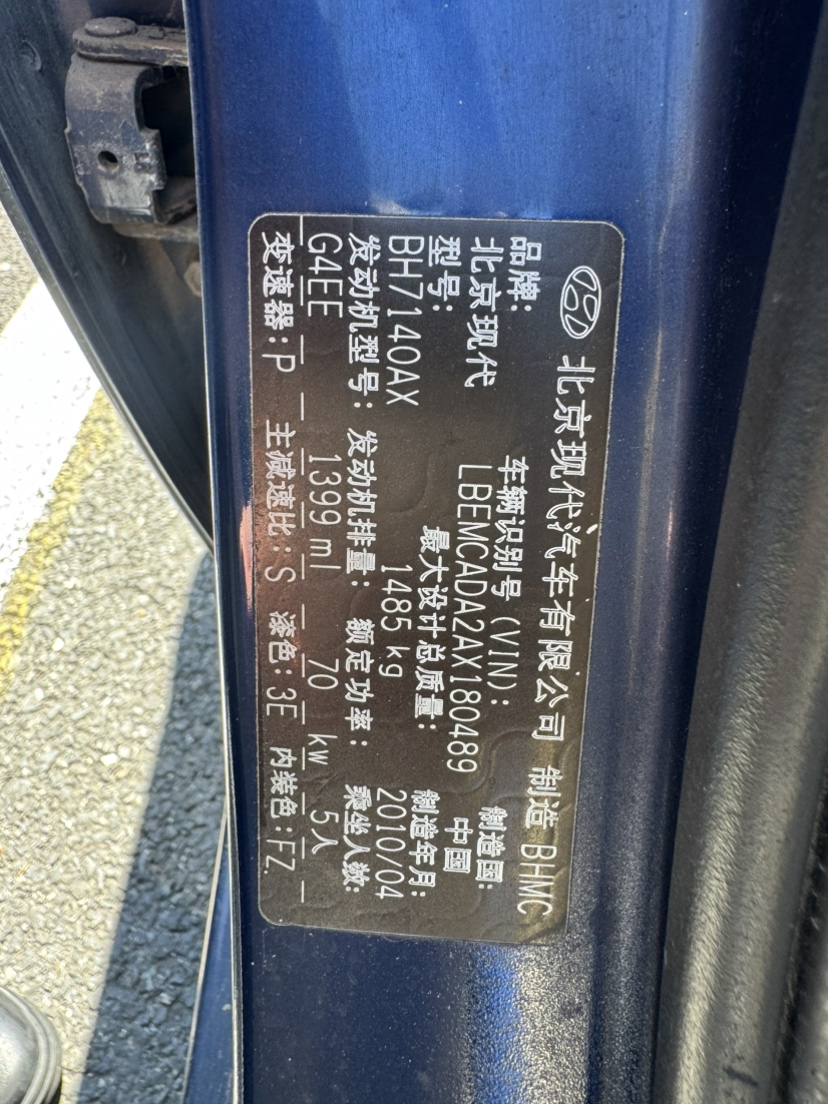 北京现代汽车有限公司 制造 BHMC
品牌: 车辆识别号(VIN): 制造国:
北京现代 LBEMCADA2AX180489 中国
型号: 最大设计总质量: 制造年月:
BH7140AX 1485 kg 2010/04
发动机型号: 发动机排量: 额定功率: 乘坐人数:
G4EE 1399 ml 70 kw 5人
变速器:P 主减速比:S 漆色:3E 内装色:FZ.